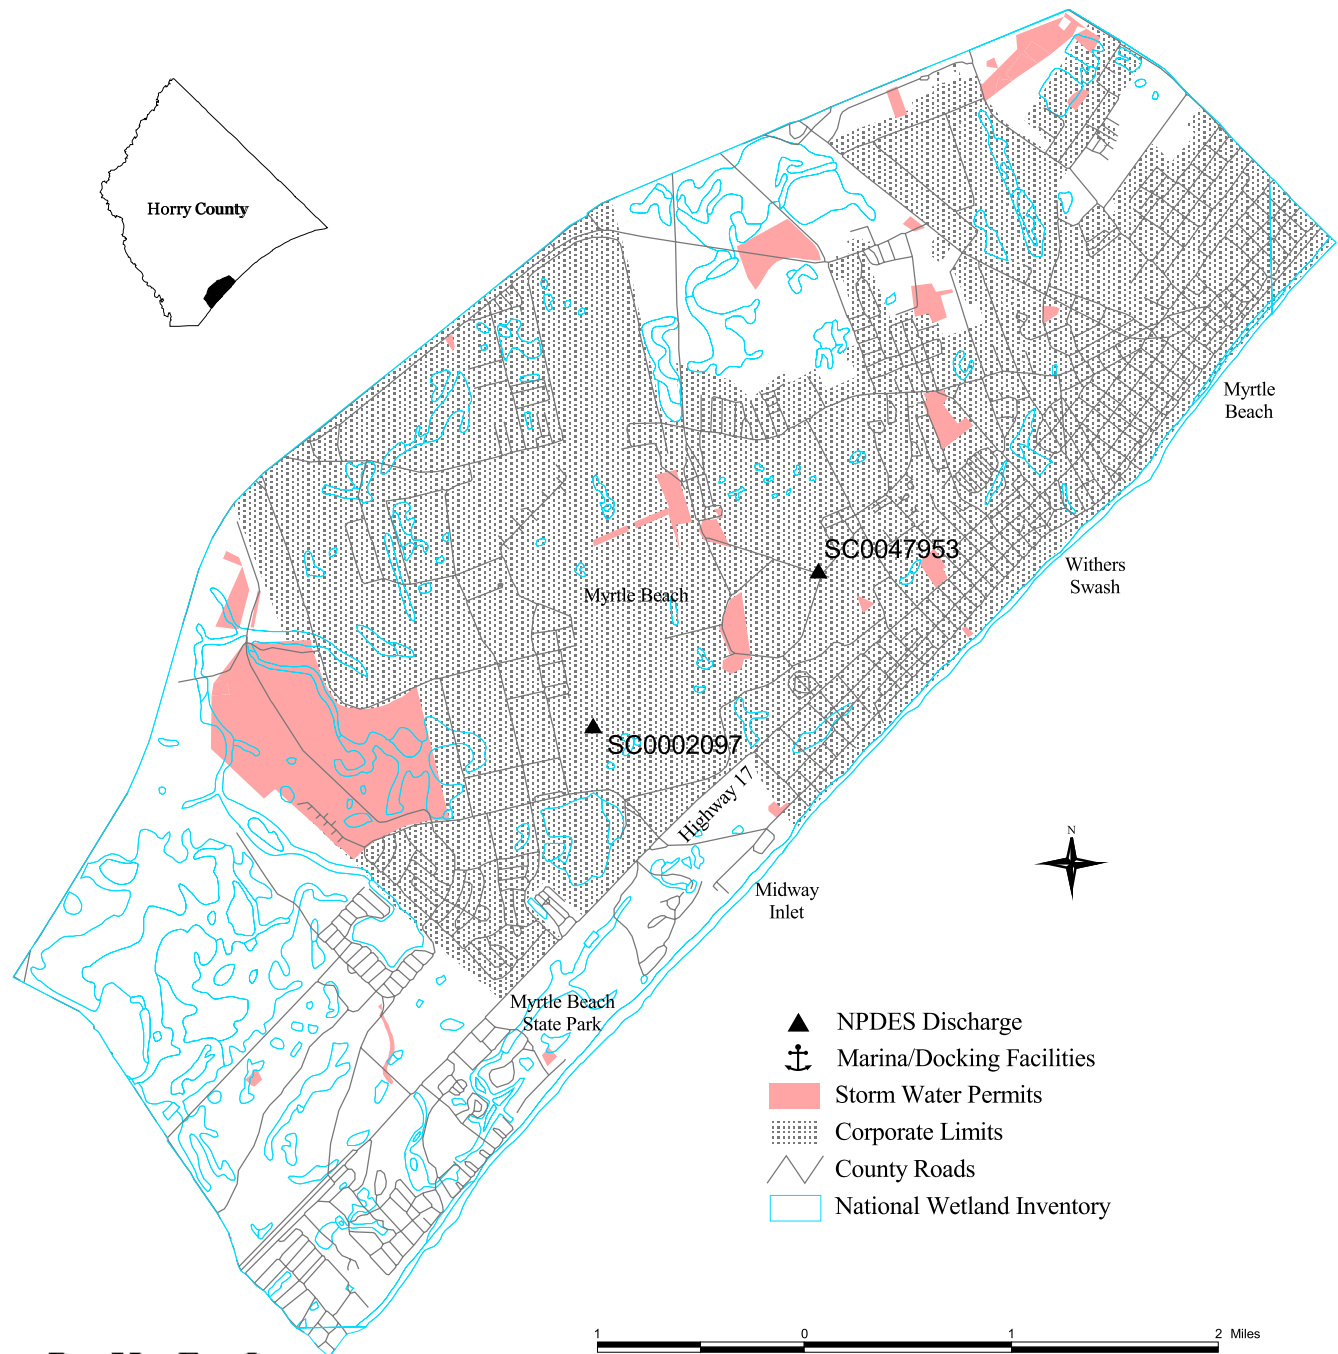 Horry County
Myrtle
Beach
SC0047953
Withers
Swash
Myrtle Beach
SC0002097
Highway 17
N
Midway
Inlet
Myrtle Beach
State Park
NPDES Discharge
Marina/Docking Facilities
Storm Water Permits
Corporate Limits
County Roads
National Wetland Inventory
1 0 1 2 Miles